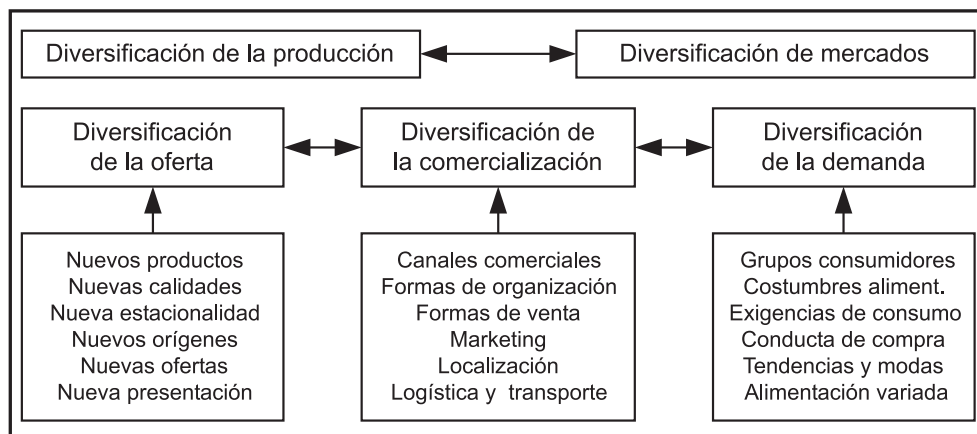 Diversificación de la producción
Diversificación de mercados
Diversificación
de la oferta
Diversificación de
la comercialización
Diversificación
de la demanda
Nuevos productos
Nuevas calidades
Nueva estacionalidad
Nuevos orígenes
Nuevas ofertas
Nueva presentación
Canales comerciales
Formas de organización
Formas de venta
Marketing
Localización
Logística y transporte
Grupos consumidores
Costumbres aliment.
Exigencias de consumo
Conducta de compra
Tendencias y modas
Alimentación variada